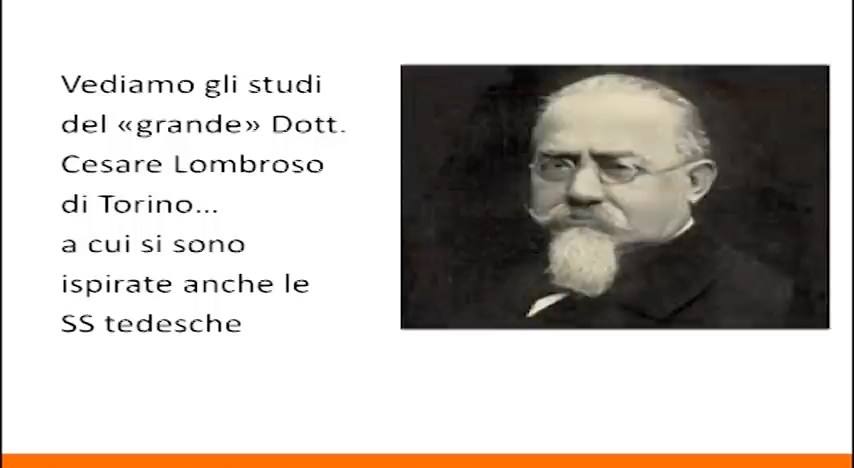 Vediamo gli studi
del «grande» Dott.
Cesare Lombroso
di Torino...
a cui si sono
ispirate anche le
SS tedesche